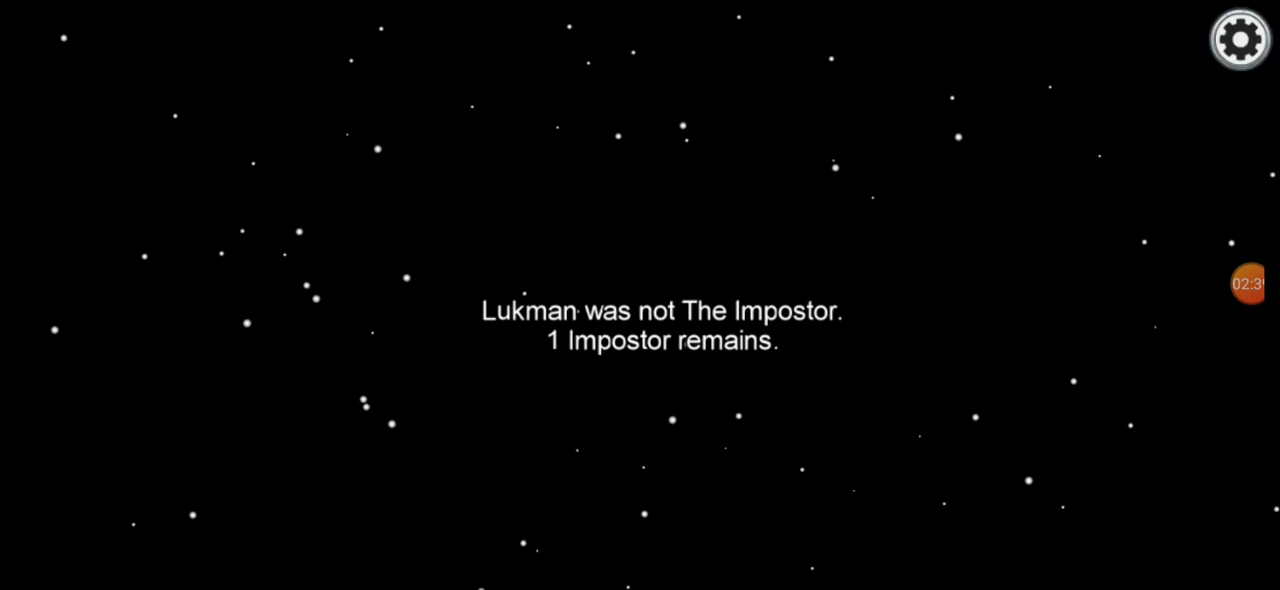 Lukman was not The Impostor.
1 Impostor remains.